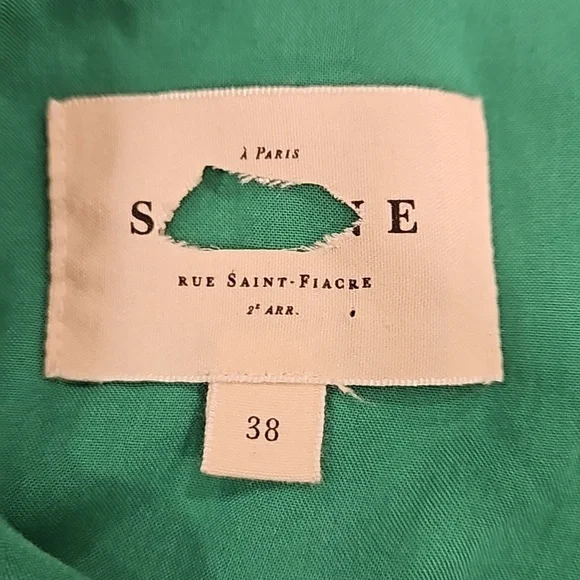 À PARIS
RUE SAINT-FIACRE
2E ARR.
38